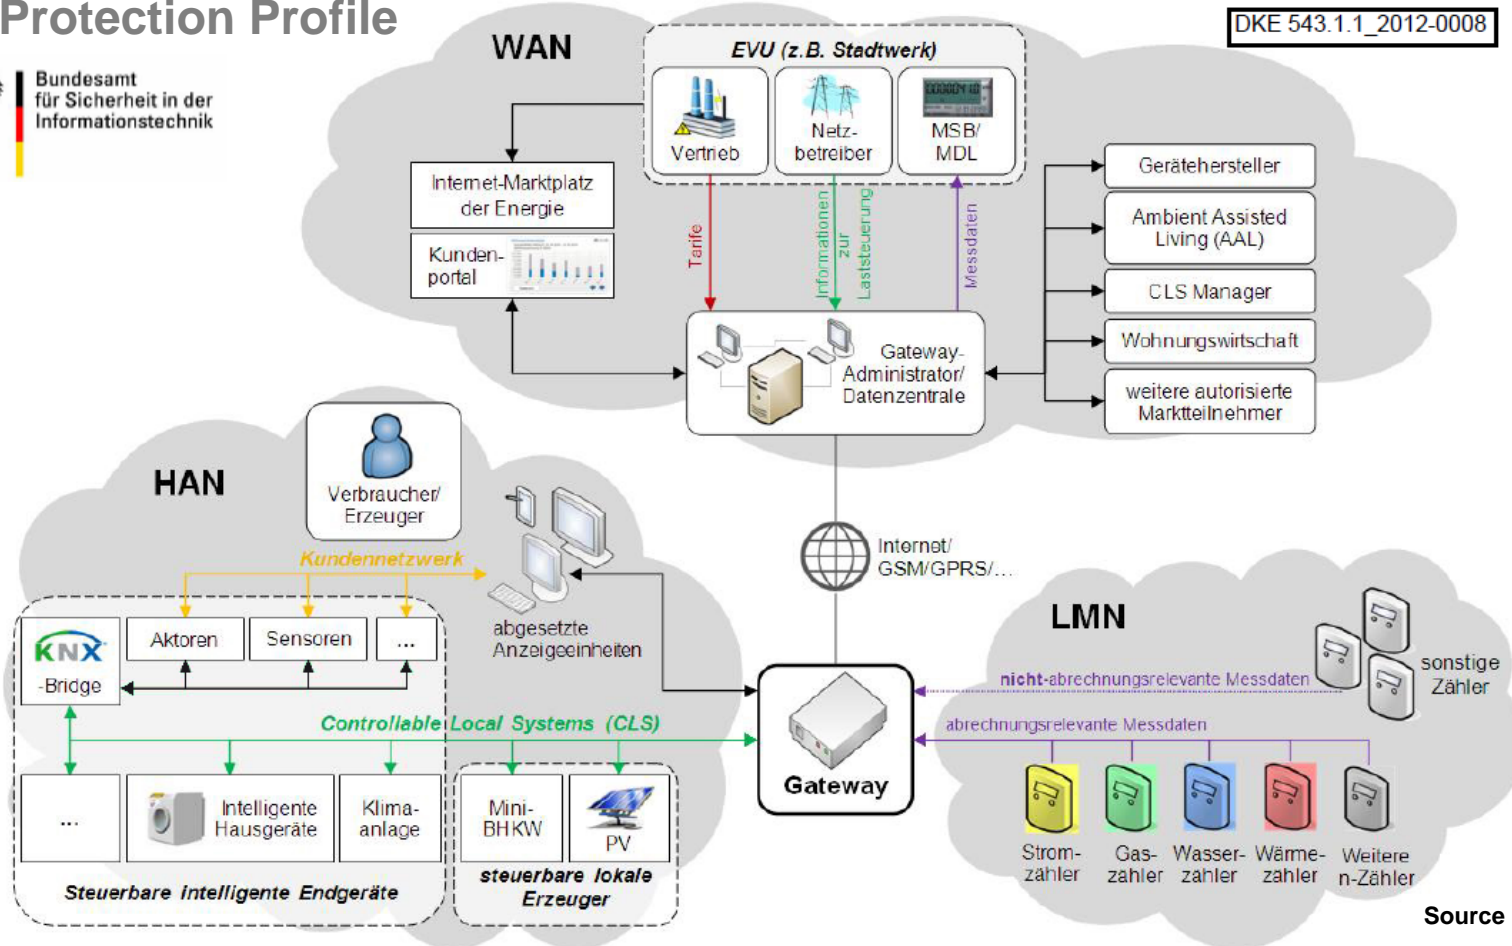 Protection Profile
DKE 543.1.1_2012-0008
Bundesamt
für Sicherheit in der
Informationstechnik
WAN
EVU (z.B. Stadtwerk)
Vertrieb
Netz-
betreiber
MSB/
MDL
Internet-Marktplatz
der Energie
Kunden-
portal
Tarife
Informationen
zur
Laststeuerung
Messdaten
Gerätehersteller
Ambient Assisted
Living (AAL)
CLS Manager
Wohnungswirtschaft
weitere autorisierte
Marktteilnehmer
Gateway-
Administrator/
Datenzentrale
HAN
Verbraucher/
Erzeuger
Kundennetzwerk
Internet/
GSM/GPRS/...
LMN
KNX
-Bridge
Aktoren
Sensoren
...
abgesetzte
Anzeigeeinheiten
nicht-abrechnungsrelevante Messdaten
sonstige
Zähler
Controllable Local Systems (CLS)
abrechnungsrelevante Messdaten
Gateway
...
Intelligente
Hausgeräte
Klima-
anlage
Mini-
BHKW
PV
Strom-
zähler
Gas-
zähler
Wasser-
zähler
Wärme-
zähler
Weitere
n-Zähler
Steuerbare intelligente Endgeräte
steuerbare lokale
Erzeuger
Source